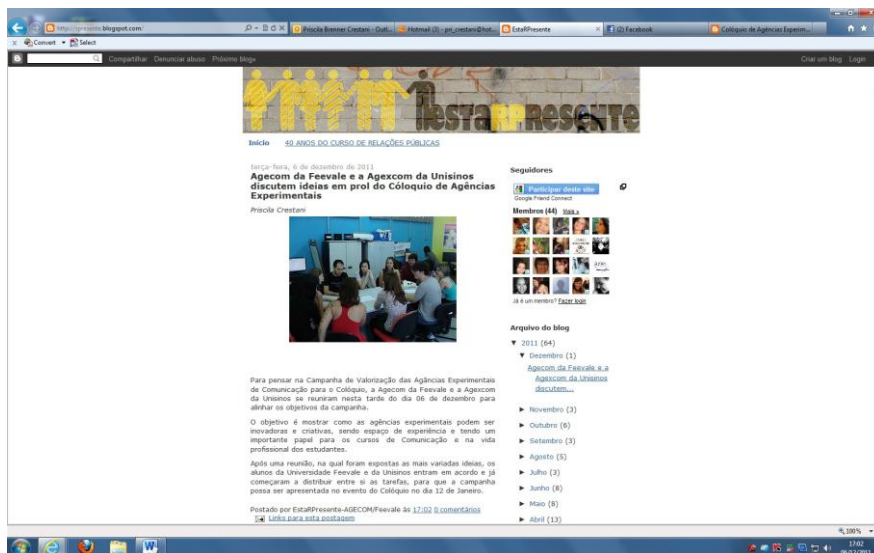 presente.blogspot.com/
Priscila Brenner Crestani - Outl...
Hotmail (3) - pri_crestani@hot...
EstaRPresente
(2) Facebook
Colóquio de Agências Experim...
x Convert Select
Compartilhar Denunciar abuso Próximo blog»
Criar um blog Login
estaRPResente
Início 40 ANOS DO CURSO DE RELAÇÕES PÚBLICAS
terça-feira, 6 de dezembro de 2011
Agecom da Feevale e a Agexcom da Unisinos
discutem ideias em prol do Cóloquio de Agências
Experimentais
Priscila Crestani
Para pensar na Campanha de Valorização das Agências Experimentais
de Comunicação para o Colóquio, a Agecom da Feevale e a Agexcom
da Unisinos se reuniram nesta tarde do dia 06 de dezembro para
alinhar os objetivos da campanha.
O objetivo é mostrar como as agências experimentais podem ser
inovadoras e criativas, sendo espaço de experiência e tendo um
importante papel para os cursos de Comunicação e na vida
profissional dos estudantes.
Após uma reunião, na qual foram expostas as mais variadas ideias, os
alunos da Universidade Feevale e da Unisinos entram em acordo e já
começaram a distribuir entre si as tarefas, para que a campanha
possa ser apresentada no evento do Colóquio no dia 12 de Janeiro.
Postado por EstaRPresente-AGECOM/Feevale às 17:02 0 comentários
Links para esta postagem
Seguidores
Participar deste site
Google Friend Connect
Membros (44) Mais »
Já é um membro? Fazer login
Arquivo do blog
▼ 2011 (64)
▼ Dezembro (1)
Agecom da Feevale e a
Agexcom da Unisinos
discutem...
► Novembro (3)
► Outubro (6)
► Setembro (3)
► Agosto (5)
► Julho (3)
► Junho (8)
► Maio (8)
► Abril (13)
100%
17:02
06/12/2011